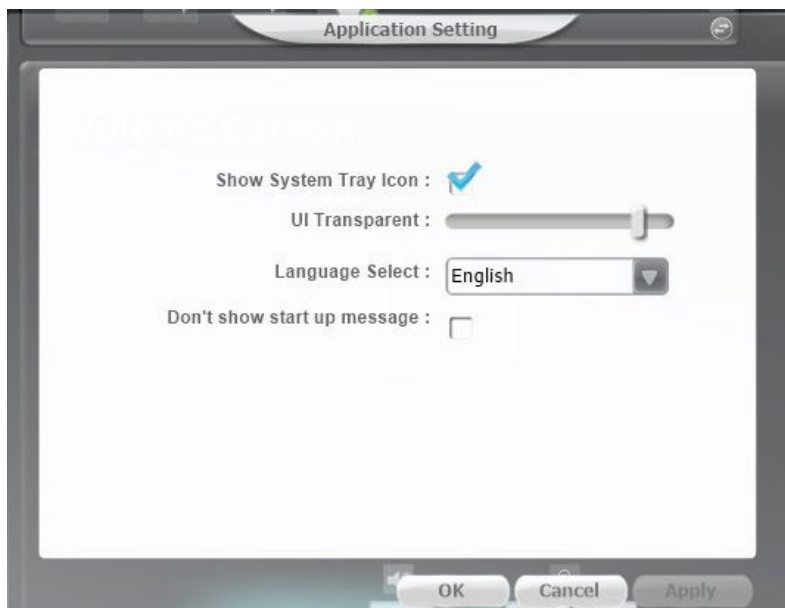 Application Setting
Show System Tray Icon :
UI Transparent :
Language Select : English
Don't show start up message :
OK Cancel Apply